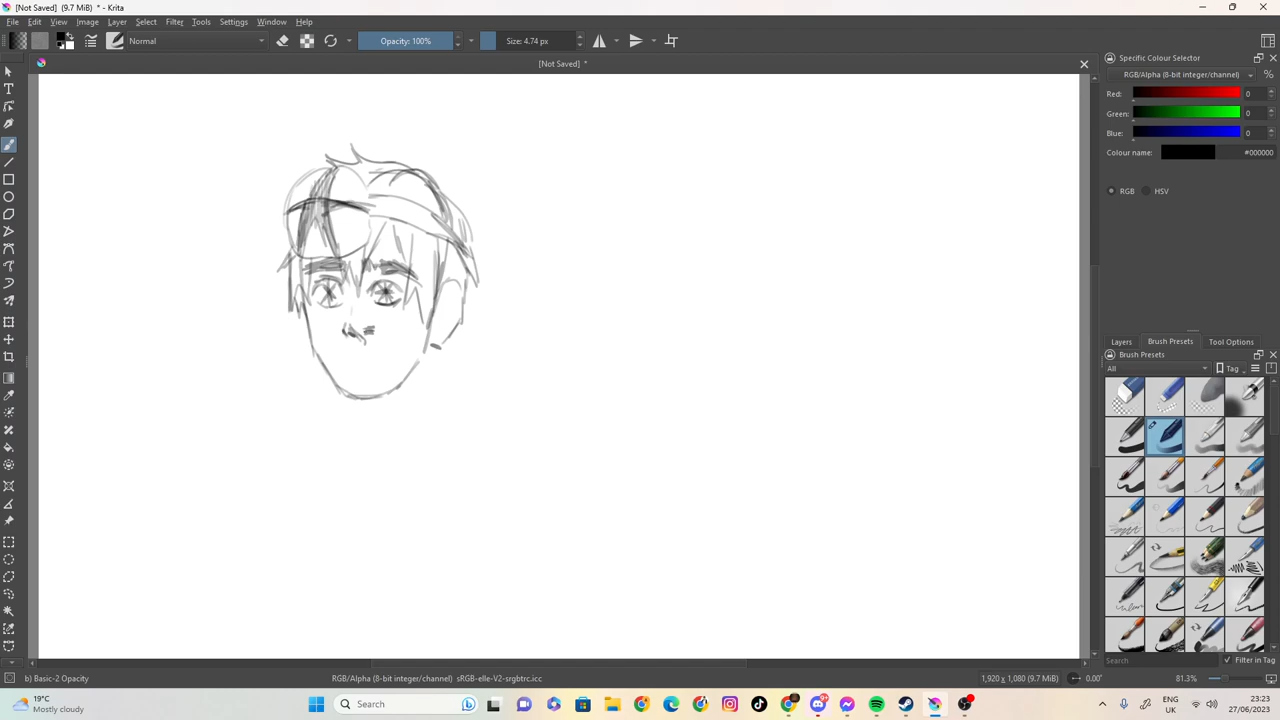 [Not Saved] (9.7 MiB) * - Krita
File Edit View Image Layer Filter Tools Settings Window Help
Normal
Opacity: 100%
Size: 4.74 px
[Not Saved] *
Specific Colour Selector
RGB/Alpha (8-bit integer/channel)
%
Red: 0
Green: 0
Blue: 0
Colour name: #000000
RGB HSV
Layers Brush Presets Tool Options
Brush Presets
All
Tag
Search
Filter in Tag
b) Basic-2 Opacity
RGB/Alpha (8-bit integer/channel) sRGB-elle-V2-srgbtrc.icc
1,920 x 1,080 (9.7 MiB)
0.00°
81.3%
19°C
Mostly cloudy
Search
ENG
UK
23:23
27/06/2023